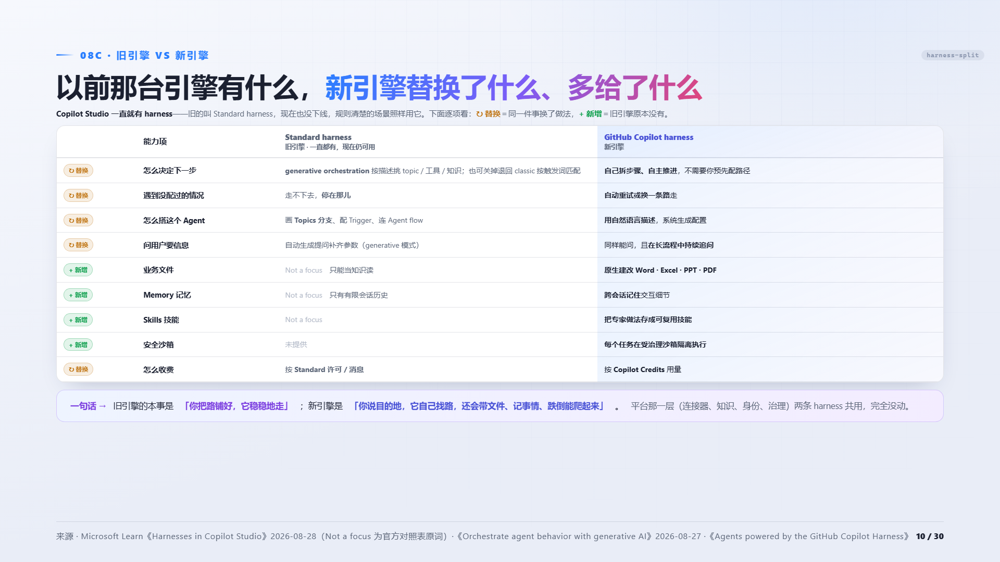 08C · 旧引擎 VS 新引擎
harness-split
以前那台引擎有什么，新引擎替换了什么、多给了什么
Copilot Studio 一直就有 harness——旧的叫 Standard harness，现在也没下线，规则清楚的场景照样用它。下面逐项看：↻ 替换 = 同一件事换了做法，+ 新增 = 旧引擎原本没有。
能力项
Standard harness
旧引擎 · 一直都有，现在仍可用
GitHub Copilot harness
新引擎
↻ 替换 怎么决定下一步 generative orchestration 按描述挑 topic / 工具 / 知识；也可关掉退回 classic 按触发词匹配 自己拆步骤、自主推进，不需要你预先配路径
↻ 替换 遇到没配过的情况 走不下去，停在那儿 自动重试或换一条路走
↻ 替换 怎么搭这个 Agent 画 Topics 分支、配 Trigger、连 Agent flow 用自然语言描述，系统生成配置
↻ 替换 问用户要信息 自动生成提问补齐参数（generative 模式） 同样能问，且在长流程中持续追问
+ 新增 业务文件 Not a focus 只能当知识读 原生建改 Word · Excel · PPT · PDF
+ 新增 Memory 记忆 Not a focus 只有有限会话历史 跨会话记住交互细节
+ 新增 Skills 技能 Not a focus 把专家做法存成可复用技能
+ 新增 安全沙箱 未提供 每个任务在受治理沙箱隔离执行
↻ 替换 怎么收费 按 Standard 许可 / 消息 按 Copilot Credits 用量
一句话 → 旧引擎的本事是 「你把路铺好，它稳稳地走」 ；新引擎是 「你说目的地，它自己找路，还会带文件、记事情、跌倒能爬起来」 。 平台那一层（连接器、知识、身份、治理）两条 harness 共用，完全没动。
来源 · Microsoft Learn《Harnesses in Copilot Studio》2026-08-28（Not a focus 为官方对照表原词）·《Orchestrate agent behavior with generative AI》2026-08-27 ·《Agents powered by the GitHub Copilot Harness》 10 / 30